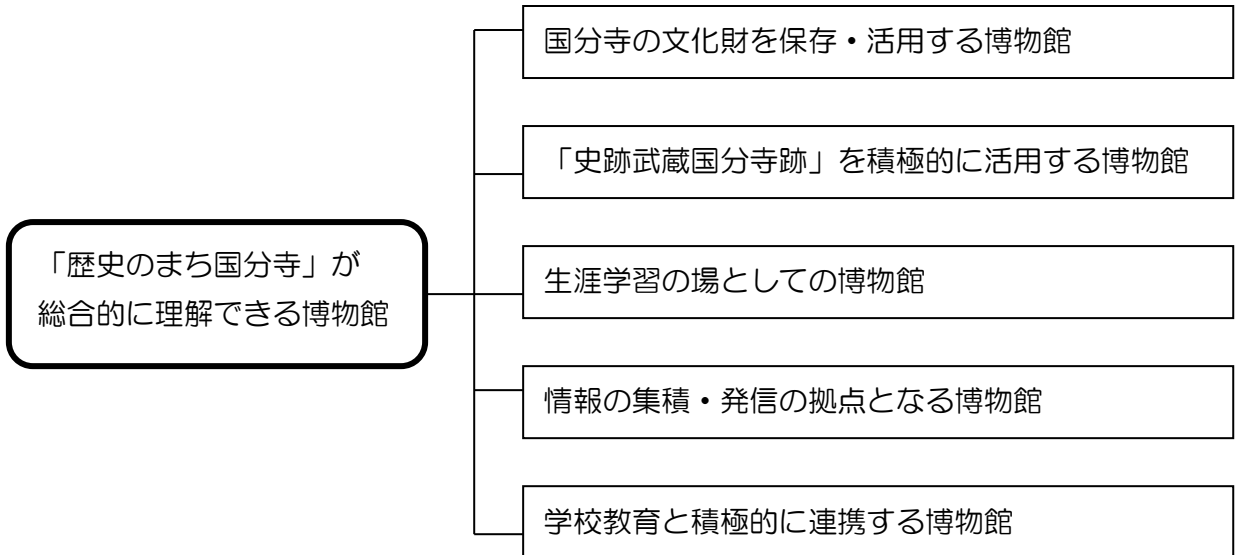 国分寺の文化財を保存・活用する博物館
「史跡武蔵国分寺跡」を積極的に活用する博物館
「歴史のまち国分寺」が
総合的に理解できる博物館
生涯学習の場としての博物館
情報の集積・発信の拠点となる博物館
学校教育と積極的に連携する博物館